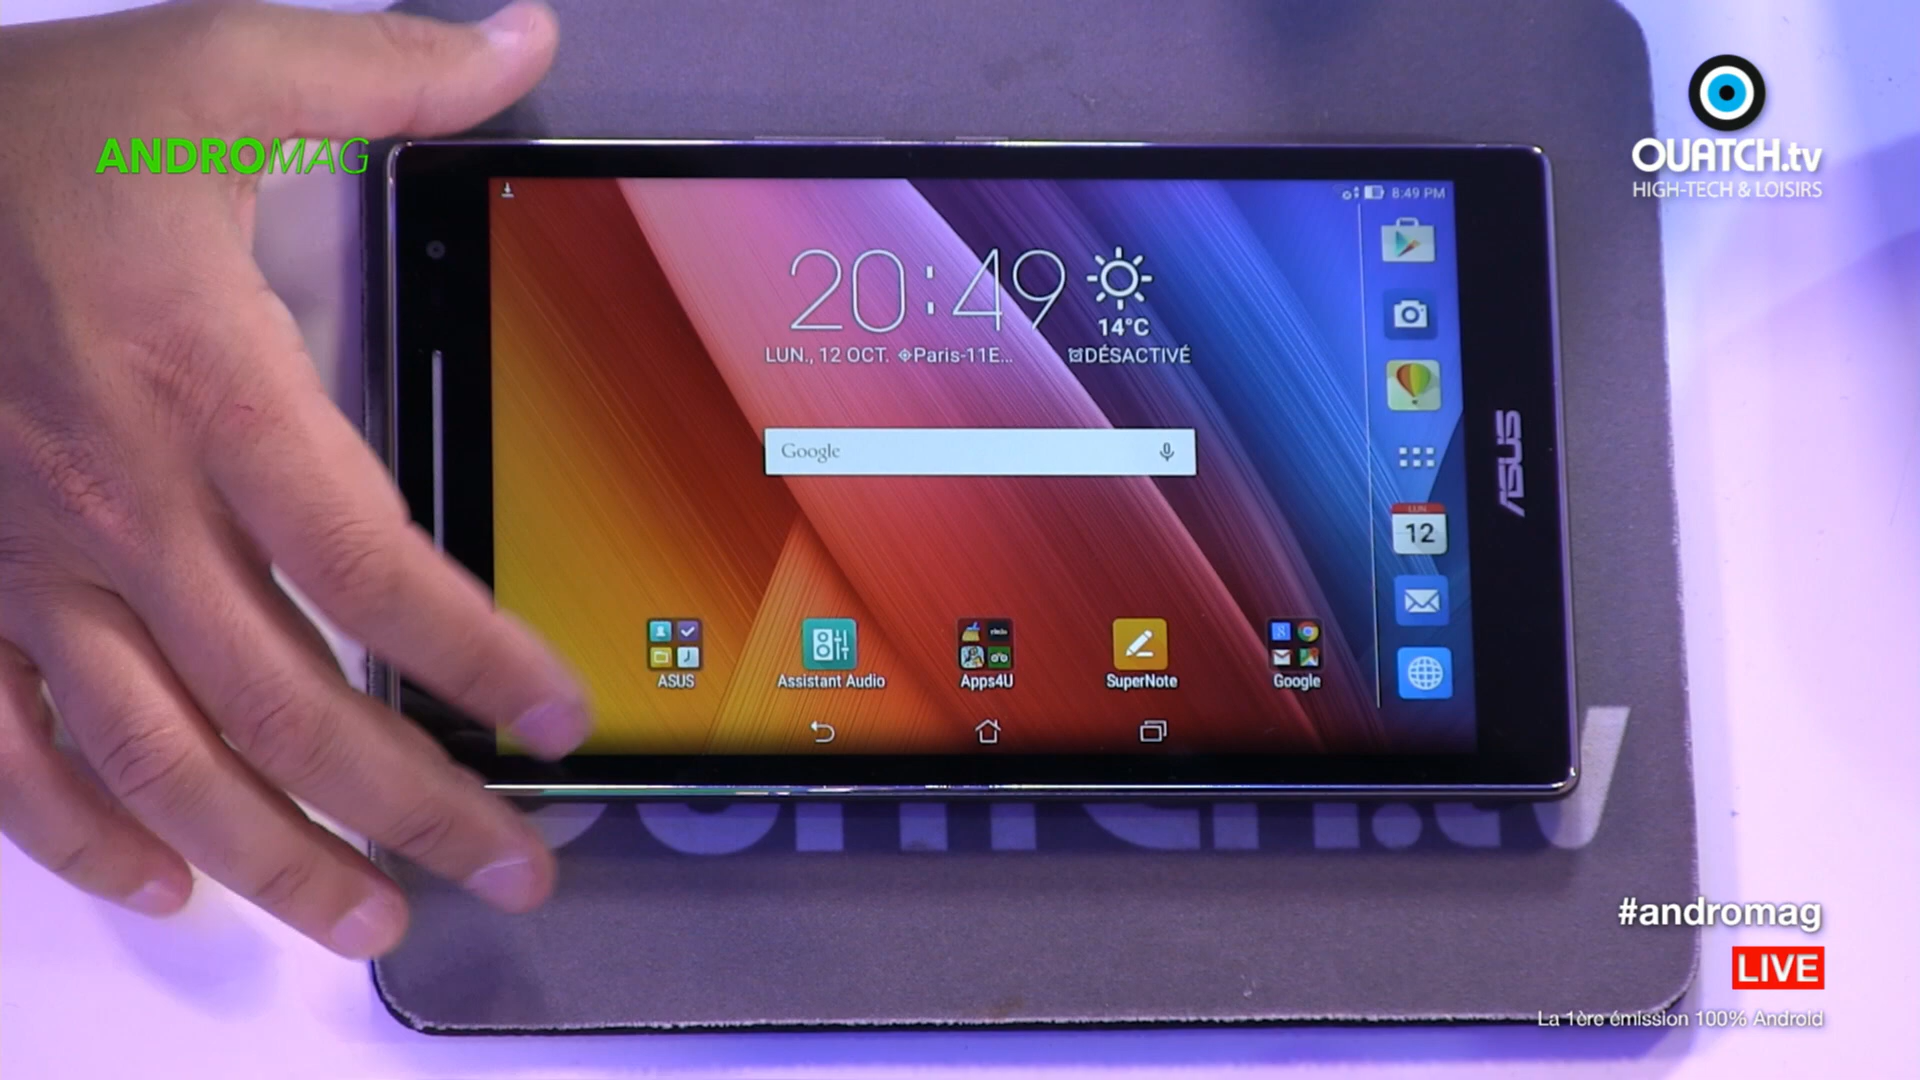 ANDROMAG
OUATCH.tv
HIGH-TECH & LOISIRS
8:49 PM
20:49
14°C
LUN., 12 OCT. Paris-11E...
DÉSACTIVÉ
Google
ASUS
LUN
12
ASUS
Assistant Audio
Apps4U
SuperNote
Google
#andromag
LIVE
La 1ère émission 100% Android